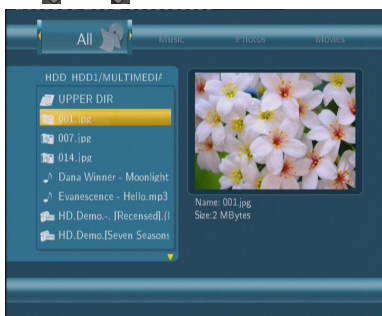 All
Music
Photos
Movies
HDD HDD1/MULTIMEDIA
UPPER DIR
001.jpg
007.jpg
014.jpg
Dana Winner - Moonlight
Evanescence - Hello.mp3
HD.Demo.-. [Recensed].(
HD.Demo.[Seven Seasons
Name: 001.jpg
Size:2 MBytes